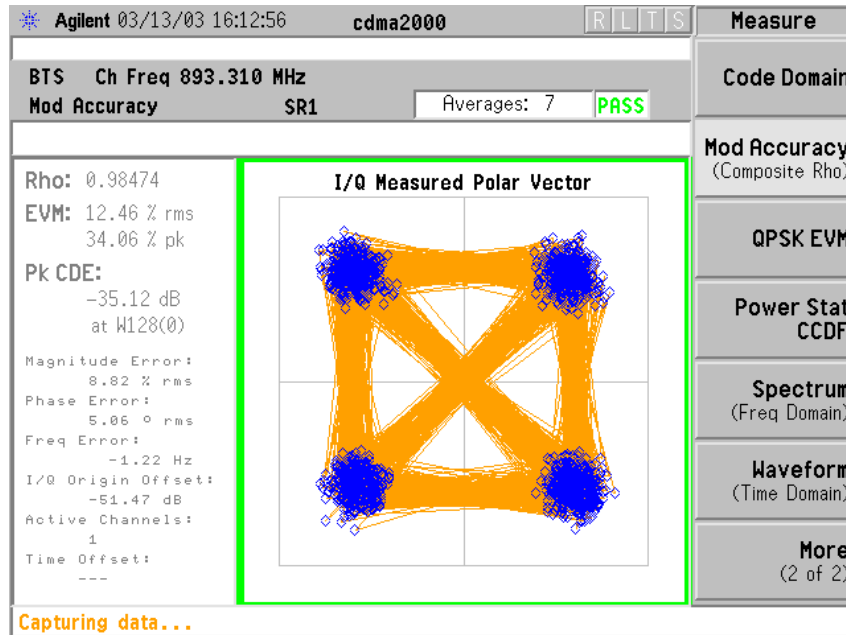 Agilent 03/13/03 16:12:56 cdma2000 R L T S Measure
BTS Ch Freq 893.310 MHz
Mod Accuracy SR1 Averages: 7 PASS
Code Domain
Mod Accuracy
(Composite Rho)
QPSK EVM
Power Stat
CCDF
Spectrum
(Freq Domain)
Waveform
(Time Domain)
More
(2 of 2)
Rho: 0.98474
EVM: 12.46 % rms
34.06 % pk
Pk CDE:
-35.12 dB
at W128(0)
Magnitude Error:
8.82 % rms
Phase Error:
5.06 º rms
Freq Error:
-1.22 Hz
I/Q Origin Offset:
-51.47 dB
Active Channels:
1
Time Offset:
---
I/Q Measured Polar Vector
Capturing data...